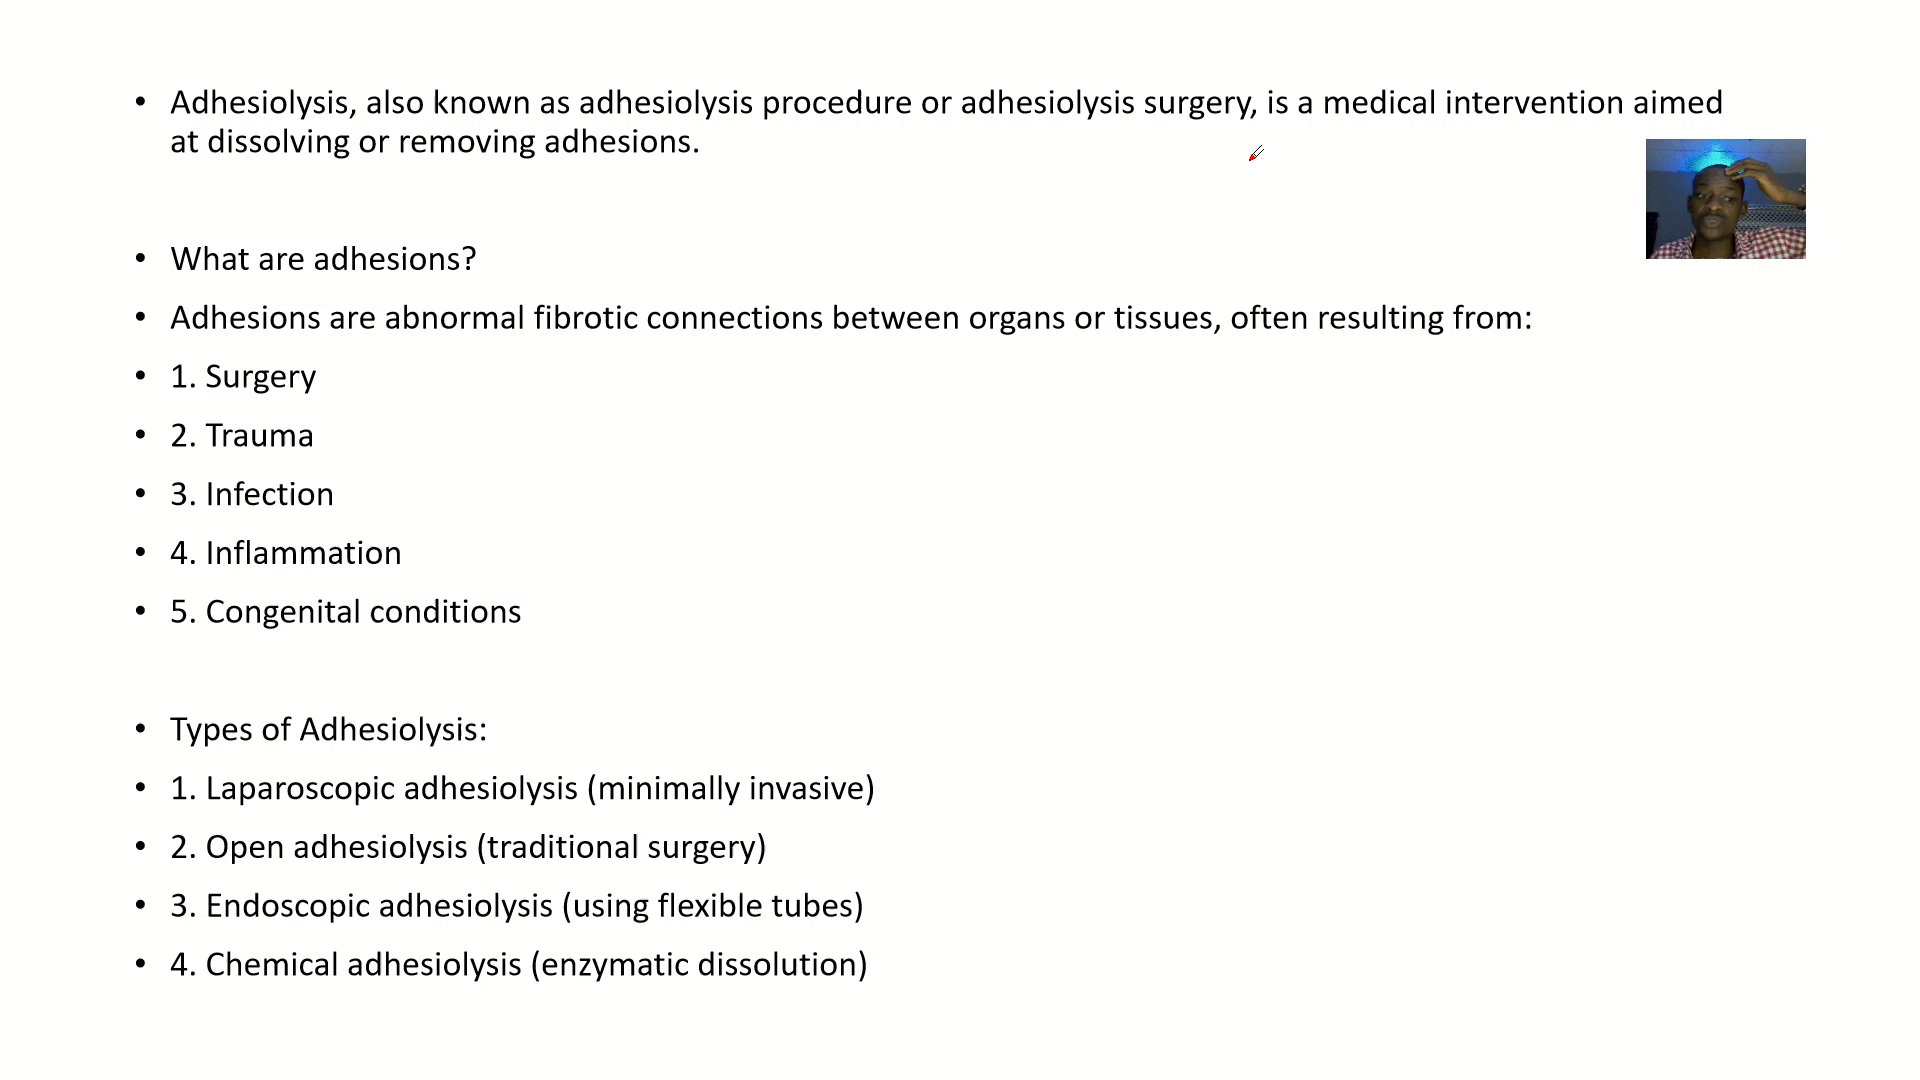 • Adhesiolysis, also known as adhesiolysis procedure or adhesiolysis surgery, is a medical intervention aimed
at dissolving or removing adhesions.
• What are adhesions?
• Adhesions are abnormal fibrotic connections between organs or tissues, often resulting from:
• 1. Surgery
• 2. Trauma
• 3. Infection
• 4. Inflammation
• 5. Congenital conditions
• Types of Adhesiolysis:
• 1. Laparoscopic adhesiolysis (minimally invasive)
• 2. Open adhesiolysis (traditional surgery)
• 3. Endoscopic adhesiolysis (using flexible tubes)
• 4. Chemical adhesiolysis (enzymatic dissolution)